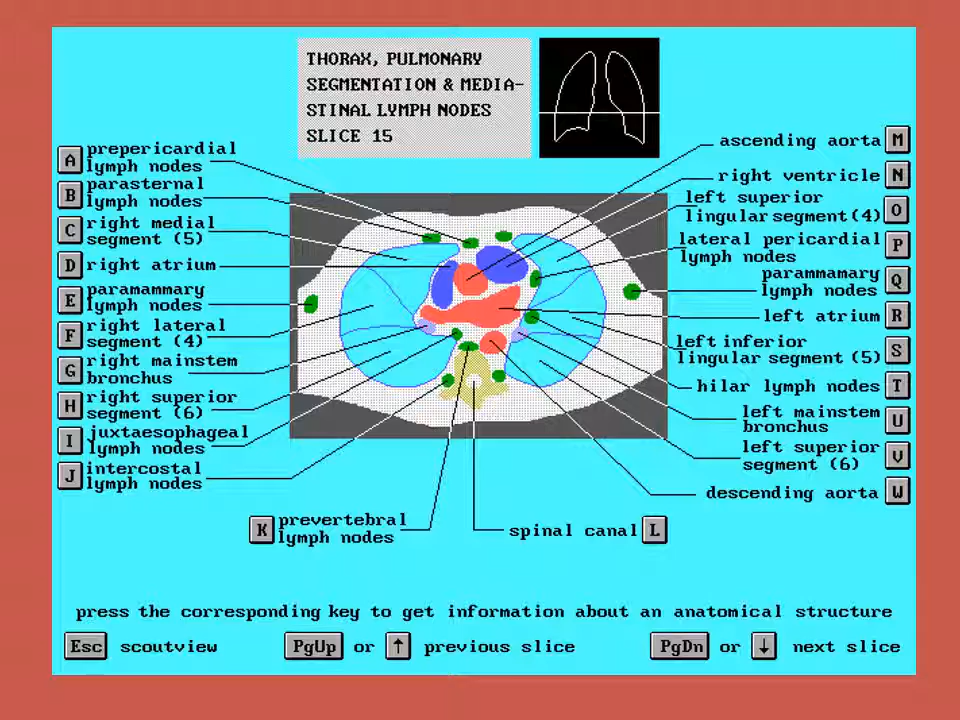 THORAX, PULMONARY
SEGMENTATION & MEDIA-
STINAL LYMPH NODES
SLICE 15
A prepericardial
lymph nodes
B parasternal
lymph nodes
C right medial
segment (5)
D right atrium
E paramammary
lymph nodes
F right lateral
segment (4)
G right mainstem
bronchus
H right superior
segment (6)
I juxtaesophageal
lymph nodes
J intercostal
lymph nodes
K prevertebral
lymph nodes
spinal canal L
ascending aorta M
right ventricle N
left superior
lingular segment(4) O
lateral pericardial P
lymph nodes
parammamary
lymph nodes Q
left atrium R
left inferior
lingular segment (5) S
hilar lymph nodes T
left mainstem
bronchus U
left superior
segment (6) V
descending aorta W
press the corresponding key to get information about an anatomical structure
Esc scoutview PgUp or ↑ previous slice PgDn or ↓ next slice